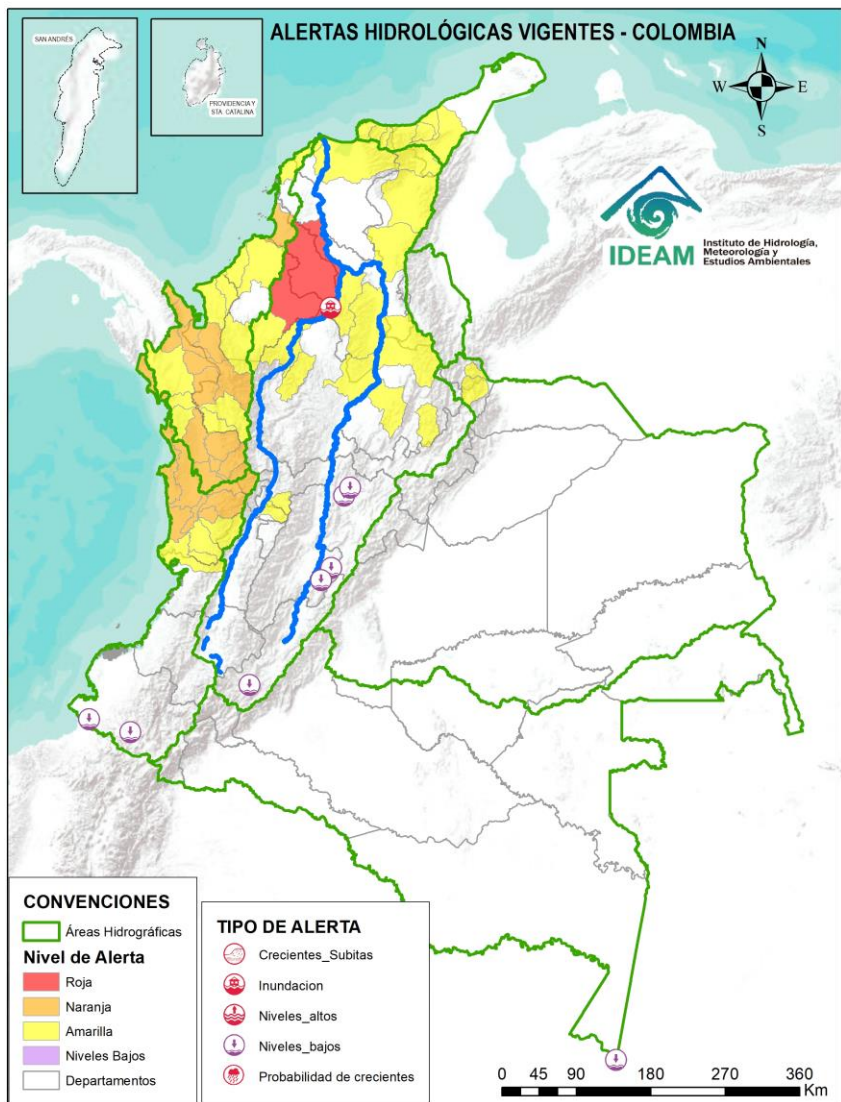 ALERTAS HIDROLÓGICAS VIGENTES - COLOMBIA
SAN ANDRÉS
PROVIDENCIA Y
STA. CATALINA
N
W
E
S
IDEAM
Instituto de Hidrología,
Meteorología y
Estudios Ambientales
CONVENCIONES
Áreas Hidrográficas
Nivel de Alerta
Roja
Naranja
Amarilla
Niveles Bajos
Departamentos
TIPO DE ALERTA
Crecientes_Subitas
Inundacion
Niveles_altos
Niveles_bajos
Probabilidad de crecientes
0 45 90 180 270 360
Km